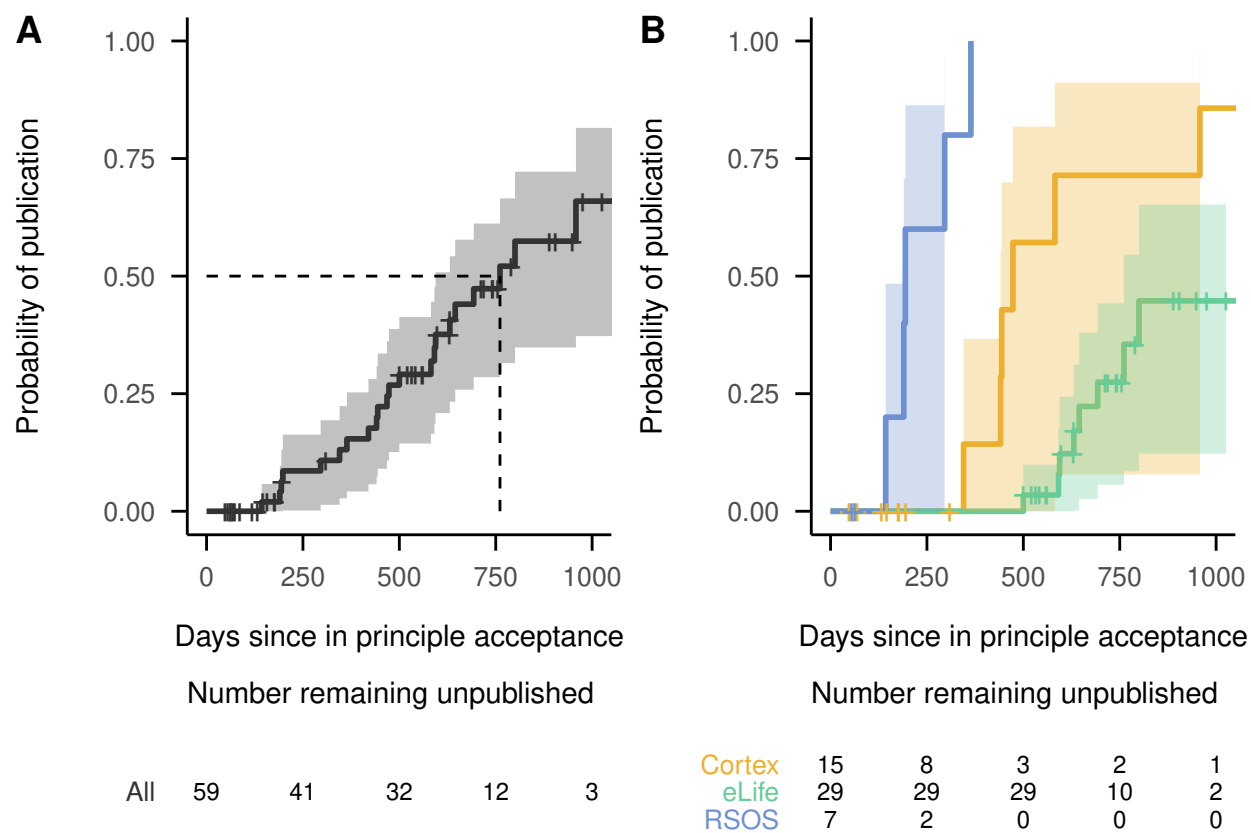 A
1.00
0.75
0.50
0.25
0.00
Probability of publication
0 250 500 750 1000
Days since in principle acceptance
Number remaining unpublished
All 59 41 32 12 3
B
1.00
0.75
0.50
0.25
0.00
Probability of publication
0 250 500 750 1000
Days since in principle acceptance
Number remaining unpublished
Cortex 15 8 3 2 1
eLife 29 29 29 10 2
RSOS 7 2 0 0 0